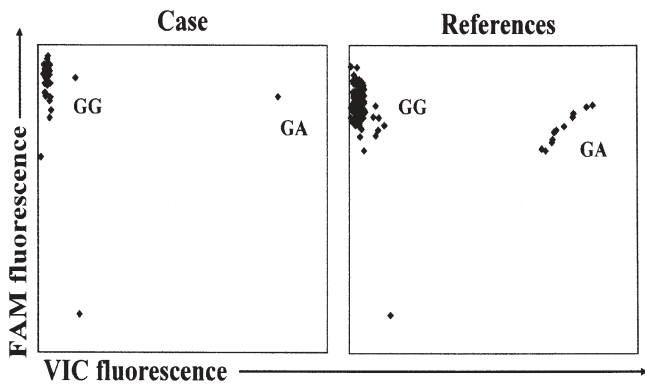 Case
References
GG
GA
GG
GA
FAM fluorescence
VIC fluorescence